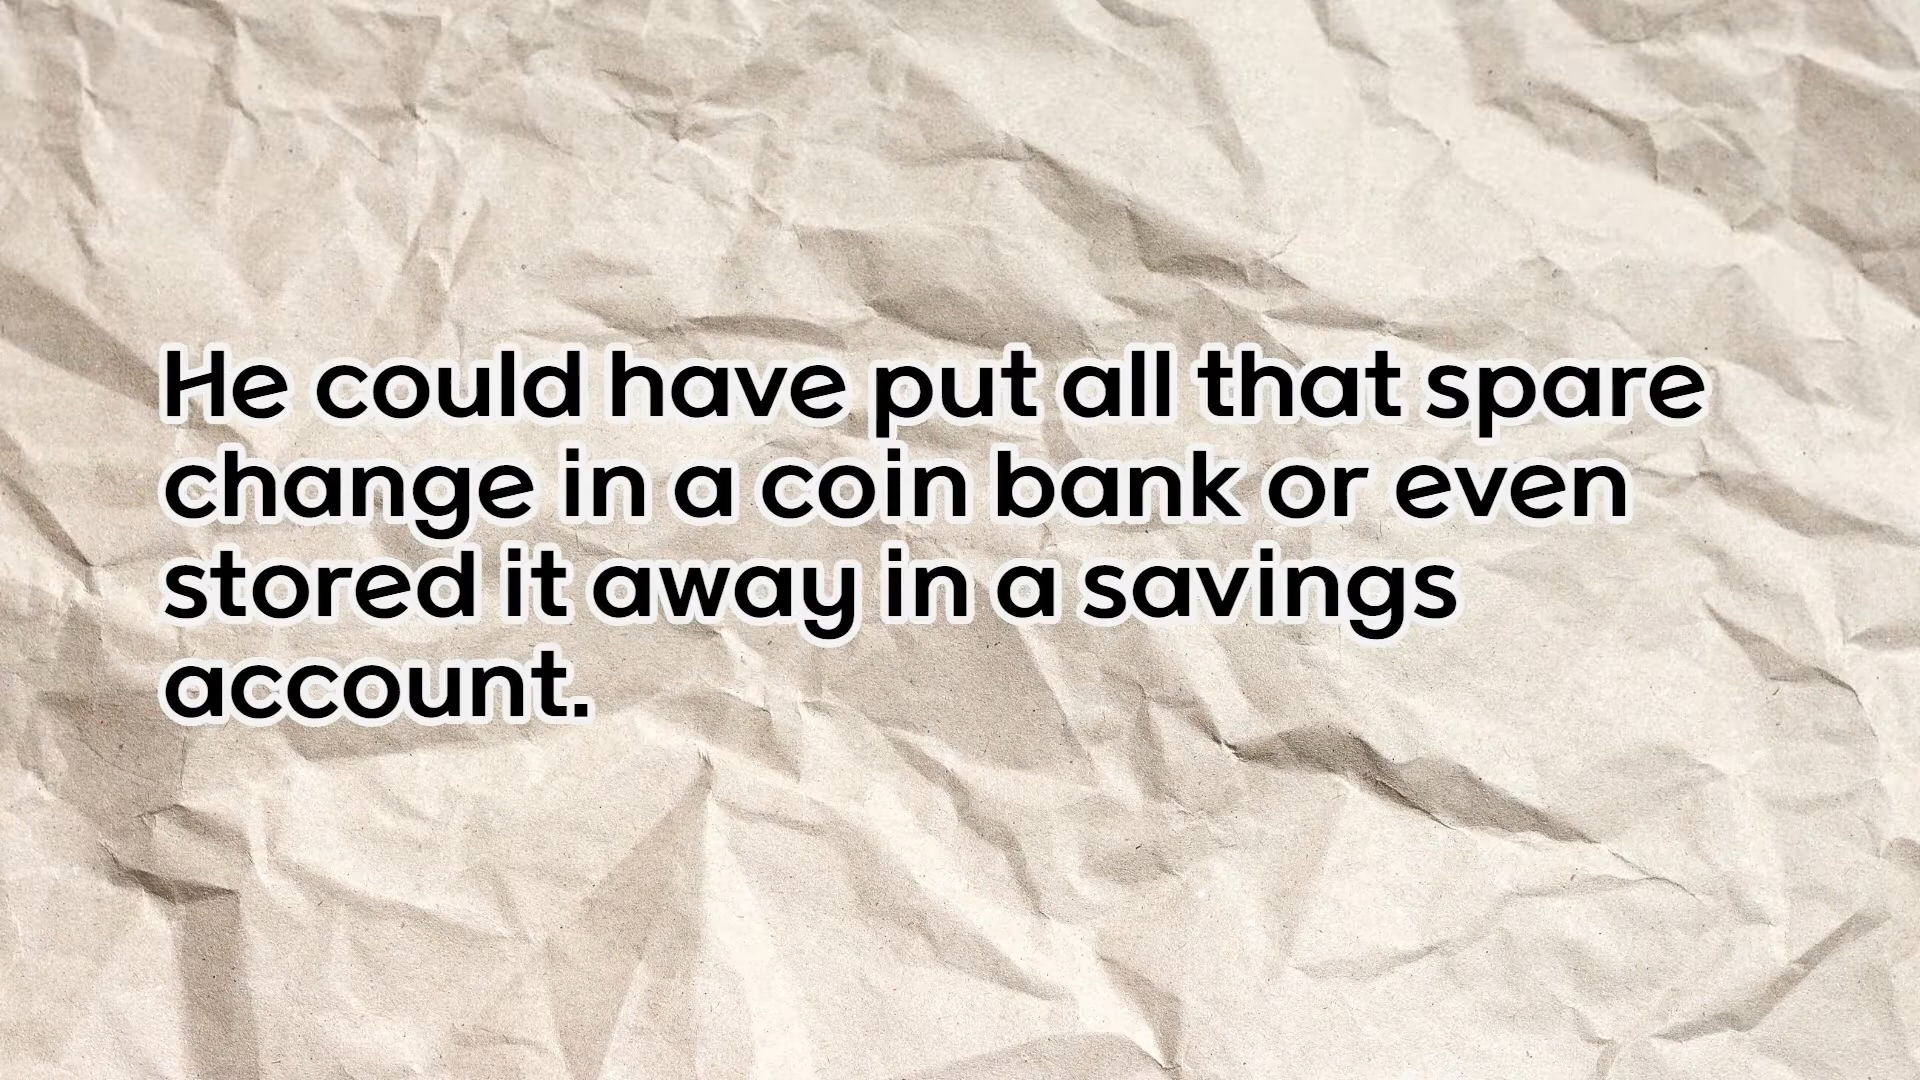 He could have put all that spare
change in a coin bank or even
stored it away in a savings
account.